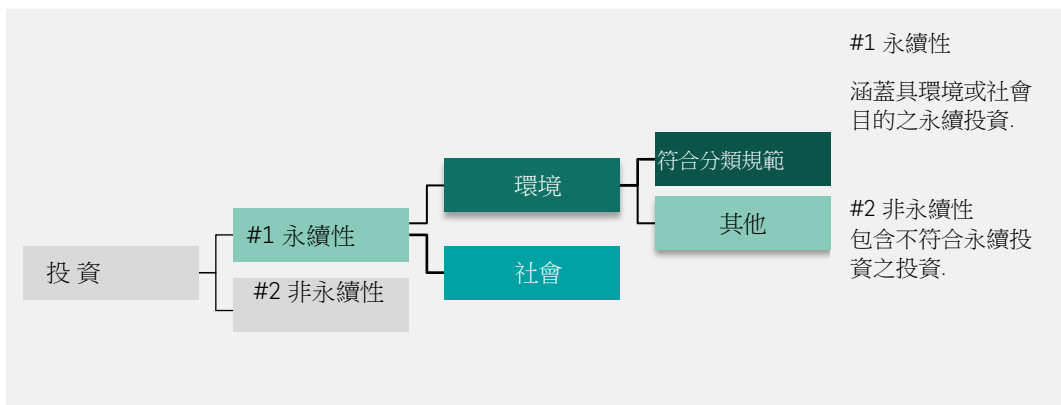 #1 永續性
涵蓋具環境或社會
目的之永續投資.
符合分類規範
環境
#2 非永續性
其他
包含不符合永續投
#1 永續性
資之投資.
投 資
社會
#2 非永續性